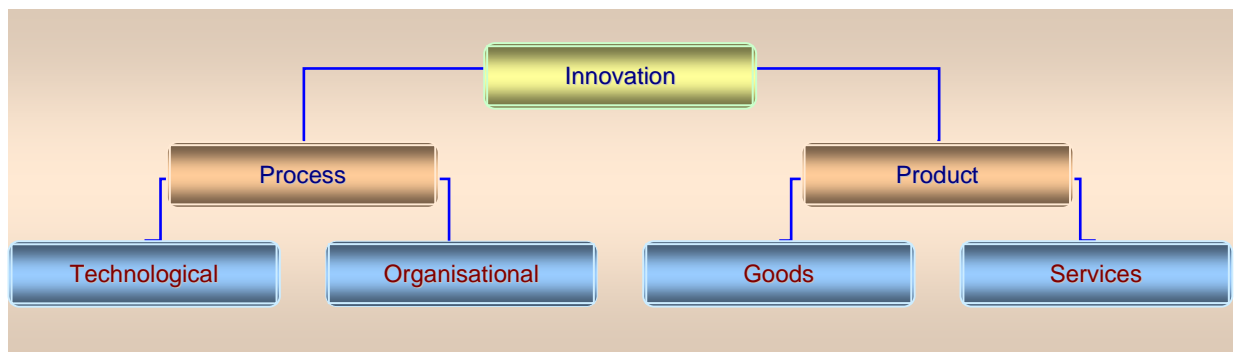 Innovation
Process
Product
Technological
Organisational
Goods
Services